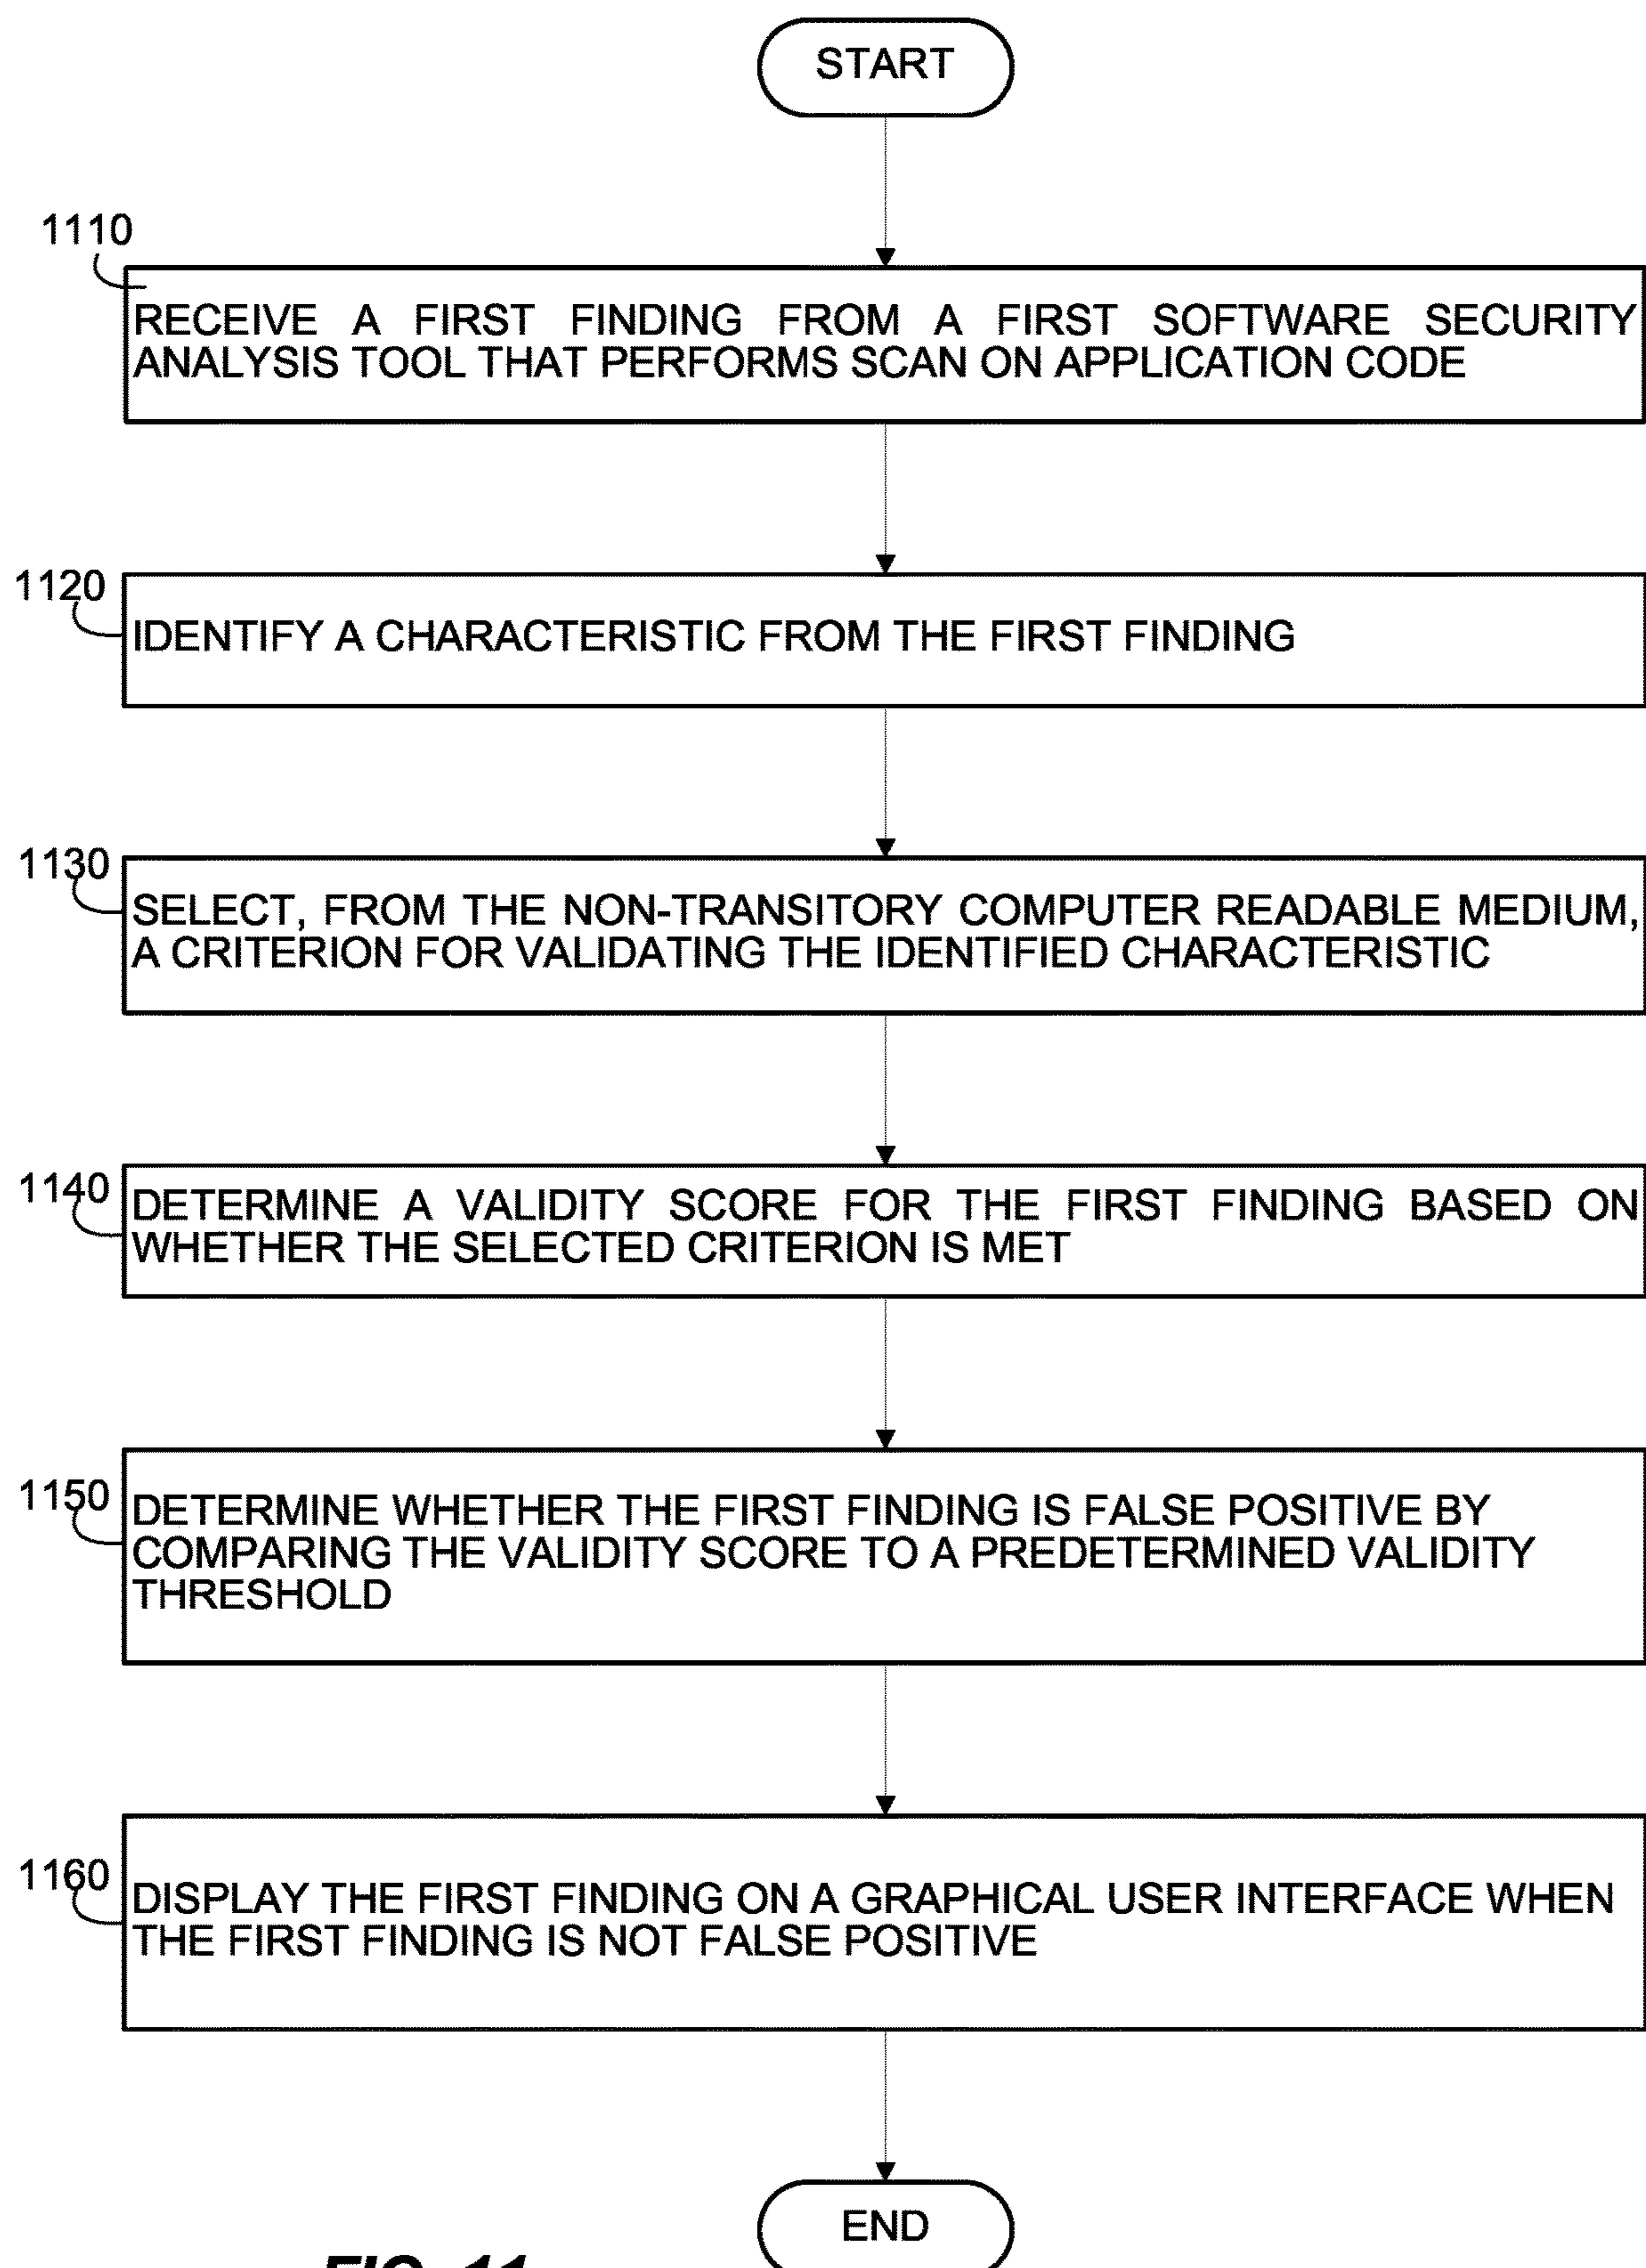 START
1110
RECEIVE A FIRST FINDING FROM A FIRST SOFTWARE SECURITY
ANALYSIS TOOL THAT PERFORMS SCAN ON APPLICATION CODE
1120
IDENTIFY A CHARACTERISTIC FROM THE FIRST FINDING
1130
SELECT, FROM THE NON-TRANSITORY COMPUTER READABLE MEDIUM,
A CRITERION FOR VALIDATING THE IDENTIFIED CHARACTERISTIC
1140
DETERMINE A VALIDITY SCORE FOR THE FIRST FINDING BASED ON
WHETHER THE SELECTED CRITERION IS MET
1150
DETERMINE WHETHER THE FIRST FINDING IS FALSE POSITIVE BY
COMPARING THE VALIDITY SCORE TO A PREDETERMINED VALIDITY
THRESHOLD
1160
DISPLAY THE FIRST FINDING ON A GRAPHICAL USER INTERFACE WHEN
THE FIRST FINDING IS NOT FALSE POSITIVE
END
FIG. 11